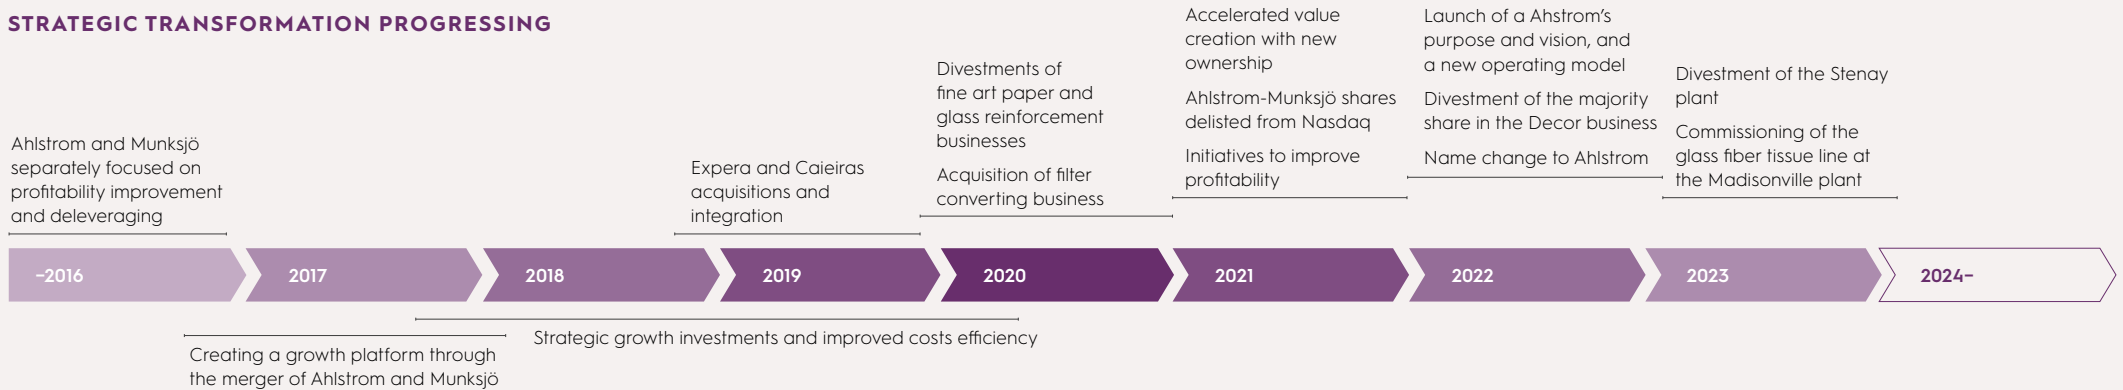 STRATEGIC TRANSFORMATION PROGRESSING
Ahlstrom and Munksjö
separately focused on
profitability improvement
and deleveraging
Expera and Caieiras
acquisitions and
integration
Divestments of
fine art paper and
glass reinforcement
businesses
Acquisition of filter
converting business
Accelerated value
creation with new
ownership
Ahlstrom-Munksjö shares
delisted from Nasdaq
Initiatives to improve
profitability
Launch of a Ahstrom’s
purpose and vision, and
a new operating model
Divestment of the majority
share in the Decor business
Name change to Ahlstrom
Divestment of the Stenay
plant
Commissioning of the
glass fiber tissue line at
the Madisonville plant
–2016
2017
2018
2019
2020
2021
2022
2023
2024–
Strategic growth investments and improved costs efficiency
Creating a growth platform through
the merger of Ahlstrom and Munksjö